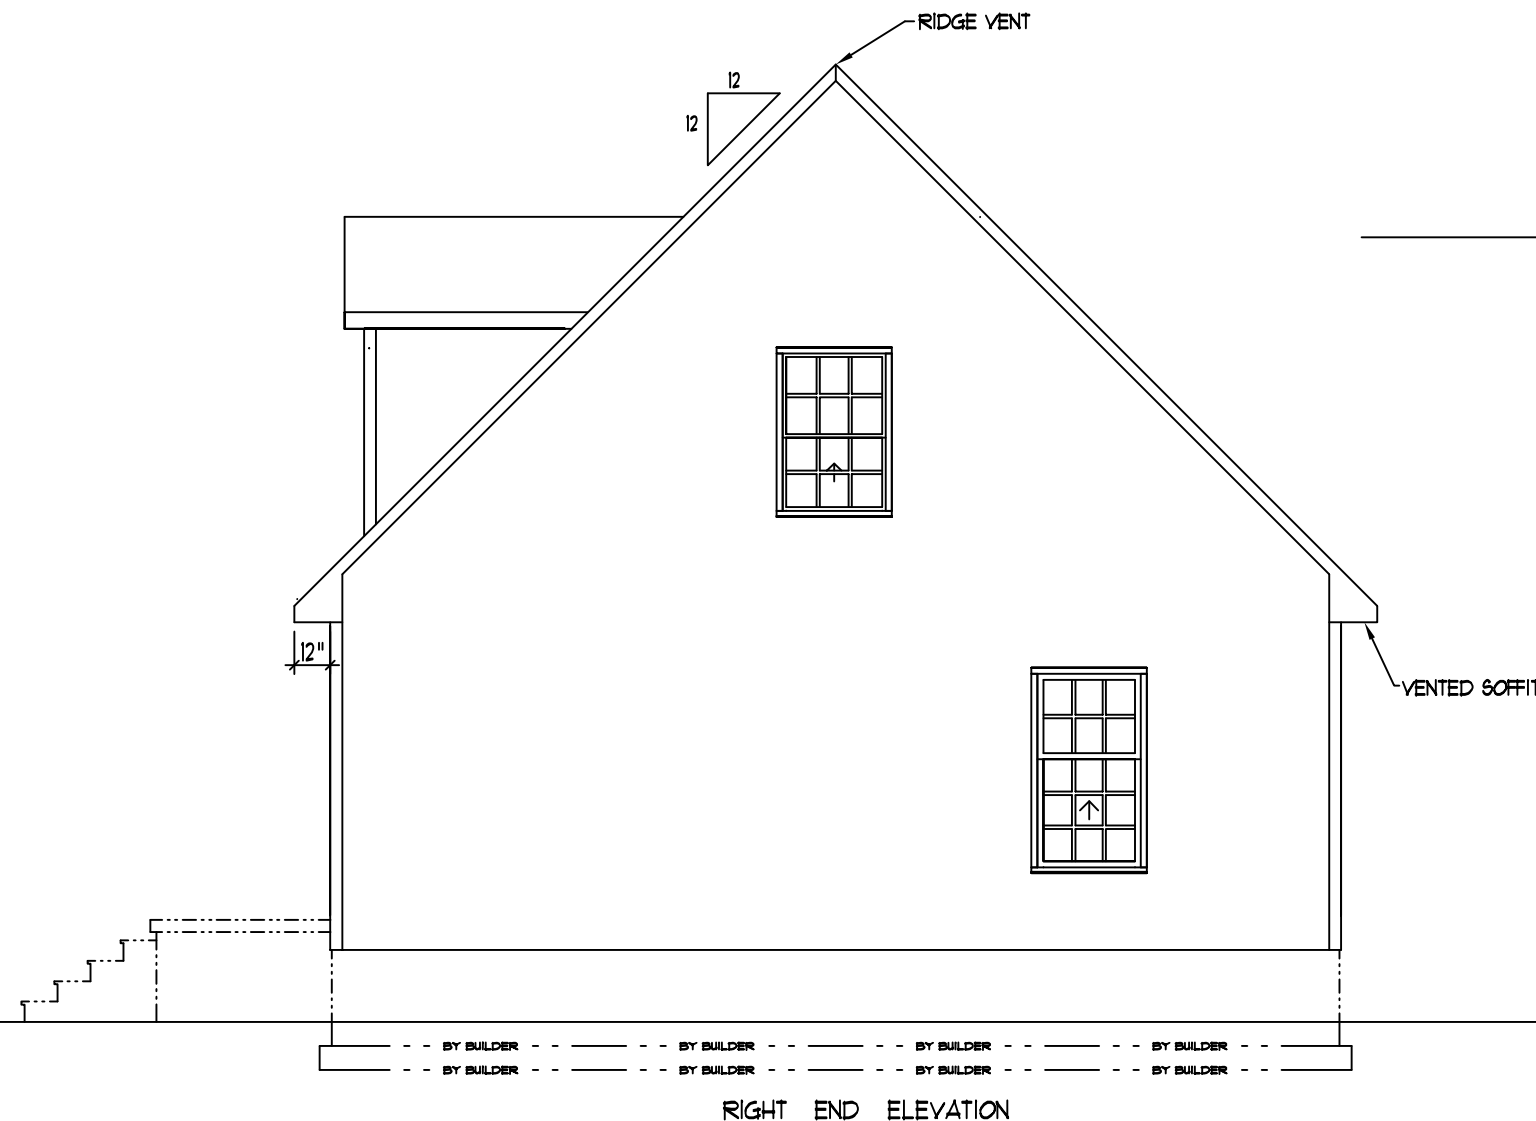 RIDGE VENT
12
12
12"
VENTED SOFFIT
BY BUILDER BY BUILDER BY BUILDER BY BUILDER
BY BUILDER BY BUILDER BY BUILDER BY BUILDER
RIGHT END ELEVATION